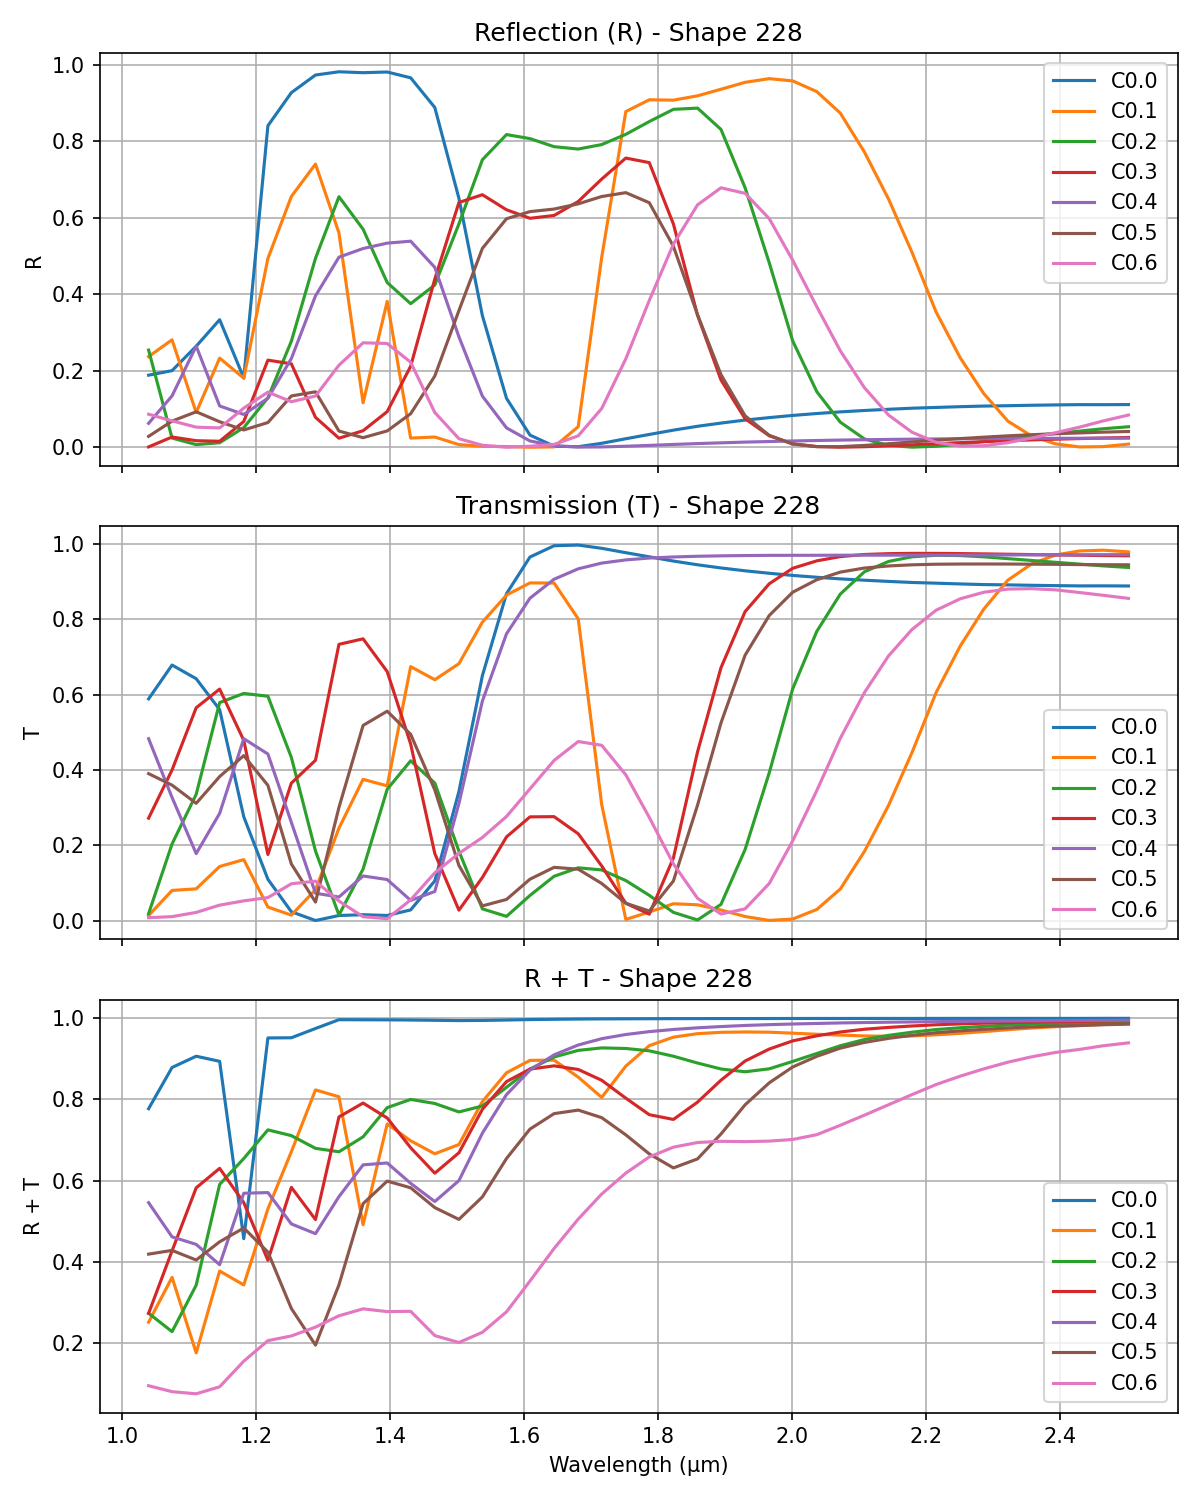 Reflection (R) - Shape 228
1.0
0.8
0.6
0.4
0.2
0.0
R
C0.0
C0.1
C0.2
C0.3
C0.4
C0.5
C0.6
Transmission (T) - Shape 228
1.0
0.8
0.6
0.4
0.2
0.0
T
C0.0
C0.1
C0.2
C0.3
C0.4
C0.5
C0.6
R + T - Shape 228
1.0
0.8
0.6
0.4
0.2
R + T
C0.0
C0.1
C0.2
C0.3
C0.4
C0.5
C0.6
1.0 1.2 1.4 1.6 1.8 2.0 2.2 2.4
Wavelength (μm)